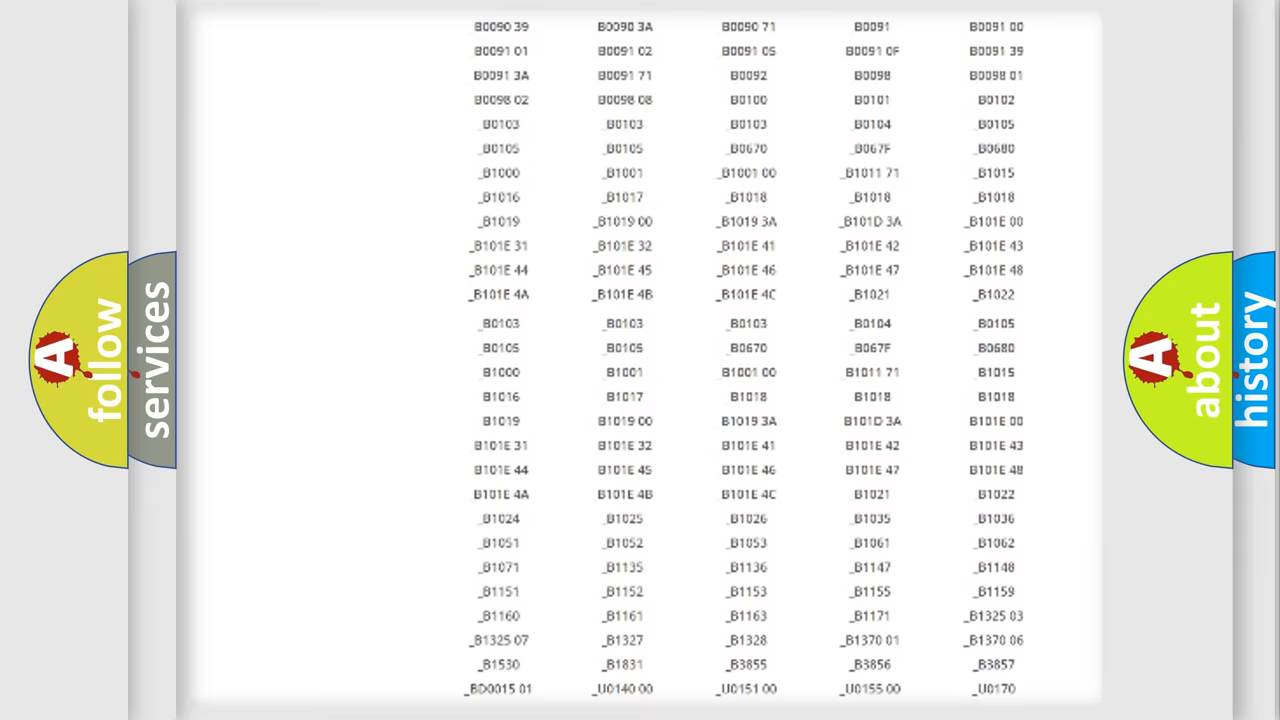 B0090 39 B0090 3A B0090 71 B0091 B0091 00
B0091 01 B0091 02 B0091 05 B0091 0F B0091 39
B0091 3A B0091 71 B0092 B0098 B0098 01
B0098 02 B0098 08 B0100 B0101 B0102
_B0103 _B0103 _B0103 _B0104 _B0105
_B0105 _B0105 _B0670 _B067F _B0680
_B1000 _B1001 _B1001 00 _B1011 71 _B1015
_B1016 _B1017 _B1018 _B1018 _B1018
_B1019 _B1019 00 _B1019 3A _B101D 3A _B101E 00
_B101E 31 _B101E 32 _B101E 41 _B101E 42 _B101E 43
_B101E 44 _B101E 45 _B101E 46 _B101E 47 _B101E 48
_B101E 4A _B101E 4B _B101E 4C _B1021 _B1022
_B0103 _B0103 _B0103 _B0104 _B0105
_B0105 _B0105 _B0670 _B067F _B0680
B1000 B1001 B1001 00 B1011 71 B1015
B1016 B1017 B1018 B1018 B1018
B1019 B1019 00 B1019 3A B101D 3A B101E 00
B101E 31 B101E 32 B101E 41 B101E 42 B101E 43
B101E 44 B101E 45 B101E 46 B101E 47 B101E 48
B101E 4A B101E 4B B101E 4C B1021 B1022
_B1024 _B1025 _B1026 _B1035 _B1036
_B1051 _B1052 _B1053 _B1061 _B1062
_B1071 _B1135 _B1136 _B1147 _B1148
_B1151 _B1152 _B1153 _B1155 _B1159
_B1160 _B1161 _B1163 _B1171 _B1325 03
_B1325 07 _B1327 _B1328 _B1370 01 _B1370 06
_B1530 _B1831 _B3855 _B3856 _B3857
_BD0015 01 _U0140 00 _U0151 00 _U0155 00 _U0170
A
follow
services
A
about
history